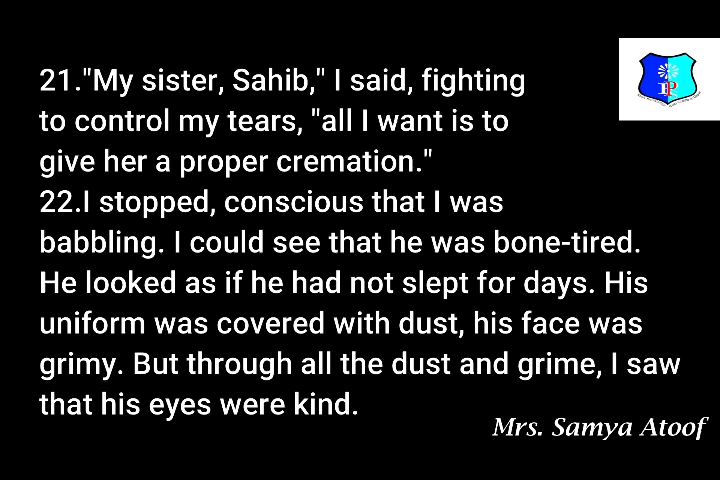 21."My sister, Sahib," I said, fighting
to control my tears, "all I want is to
give her a proper cremation."
22.I stopped, conscious that I was
babbling. I could see that he was bone-tired.
He looked as if he had not slept for days. His
uniform was covered with dust, his face was
grimy. But through all the dust and grime, I saw
that his eyes were kind.
Mrs. Samya Atoof